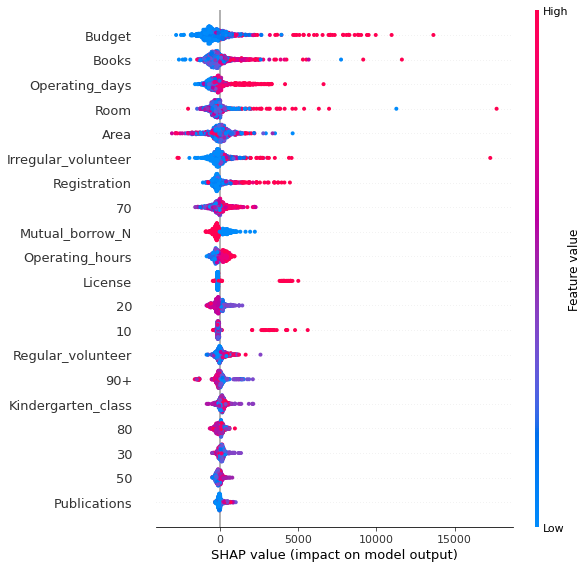 High
Budget
Books
Operating_days
Room
Area
Irregular_volunteer
Registration
70
Mutual_borrow_N
Operating_hours
License
20
10
Regular_volunteer
90+
Kindergarten_class
80
30
50
Publications
Feature value
Low
0 5000 10000 15000
SHAP value (impact on model output)